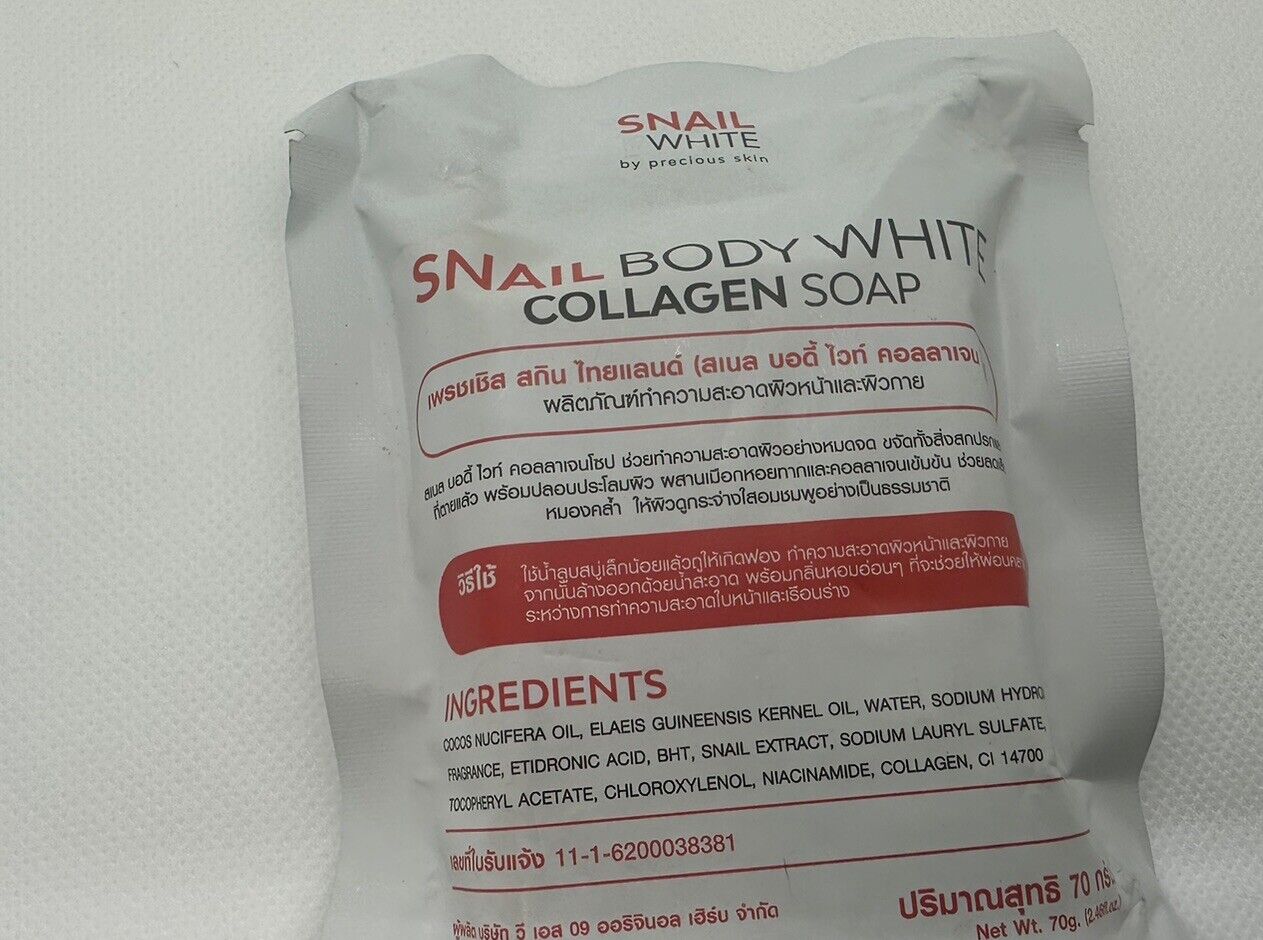 SNAIL
WHITE
by precious skin
SNAIL BODY WHITE
COLLAGEN SOAP
เพรชเชิส สกิน ไทยแลนด์ (สเนล บอดี้ ไวท์ คอลลาเจน
ผลิตภัณฑ์ทำความสะอาดผิวหน้าและผิวกาย
สเนล บอดี้ ไวท์ คอลลาเจนโซป ช่วยทำความสะอาดผิวอย่างหมดจด ขจัดทั้งสิ่งสกปรก
ที่ตายแล้ว พร้อมปลอบประโลมผิว ผสานเมือกหอยทากและคอลลาเจนเข้มข้น ช่วยลด
หมองคล้ำ ให้ผิวดูกระจ่างใสอมชมพูอย่างเป็นธรรมชาติ
วิธีใช้
ใช้น้ำลูบสบู่เล็กน้อยแล้วถูให้เกิดฟอง ทำความสะอาดผิวหน้าและผิวกาย
จากนั้นล้างออกด้วยน้ำสะอาด พร้อมกลิ่นหอมอ่อนๆ ที่จะช่วยให้ผ่อนคลาย
ระหว่างการทำความสะอาดใบหน้าและเรือนร่าง
INGREDIENTS
COCOS NUCIFERA OIL, ELAEIS GUINEENSIS KERNEL OIL, WATER, SODIUM HYDRO
FRAGRANCE, ETIDRONIC ACID, BHT, SNAIL EXTRACT, SODIUM LAURYL SULFATE,
TOCOPHERYL ACETATE, CHLOROXYLENOL, NIACINAMIDE, COLLAGEN, CI 14700
เลขที่ใบรับแจ้ง 11-1-6200038381
ปริมาณสุทธิ 70 กรัม
Net Wt. 70g. (2.46fl.oz.)
ผู้ผลิต บริษัท วี เอส 09 ออริจินอล เฮิร์บ จำกัด